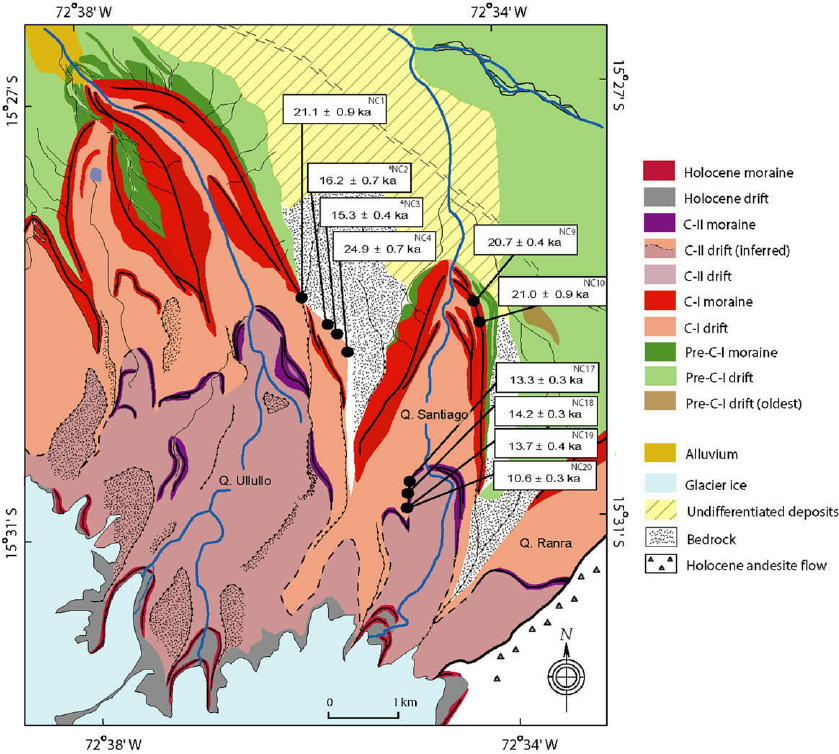 72°38' W
72°34' W
15°27' S
15°27' S
NC1
21.1 ± 0.9 ka
*NC2
16.2 ± 0.7 ka
*NC3
15.3 ± 0.4 ka
NC4
24.9 ± 0.7 ka
NC9
20.7 ± 0.4 ka
NC10
21.0 ± 0.9 ka
NC17
13.3 ± 0.3 ka
NC18
14.2 ± 0.3 ka
NC19
13.7 ± 0.4 ka
NC20
10.6 ± 0.3 ka
Q. Santiago
Q. Ullullo
Q. Ranra
15°31' S
15°31' S
N
0 1 km
72°38' W
72°34' W
Holocene moraine
Holocene drift
C-II moraine
C-II drift (inferred)
C-II drift
C-I moraine
C-I drift
Pre-C-I moraine
Pre-C-I drift
Pre-C-I drift (oldest)
Alluvium
Glacier ice
Undifferentiated deposits
Bedrock
Holocene andesite flow